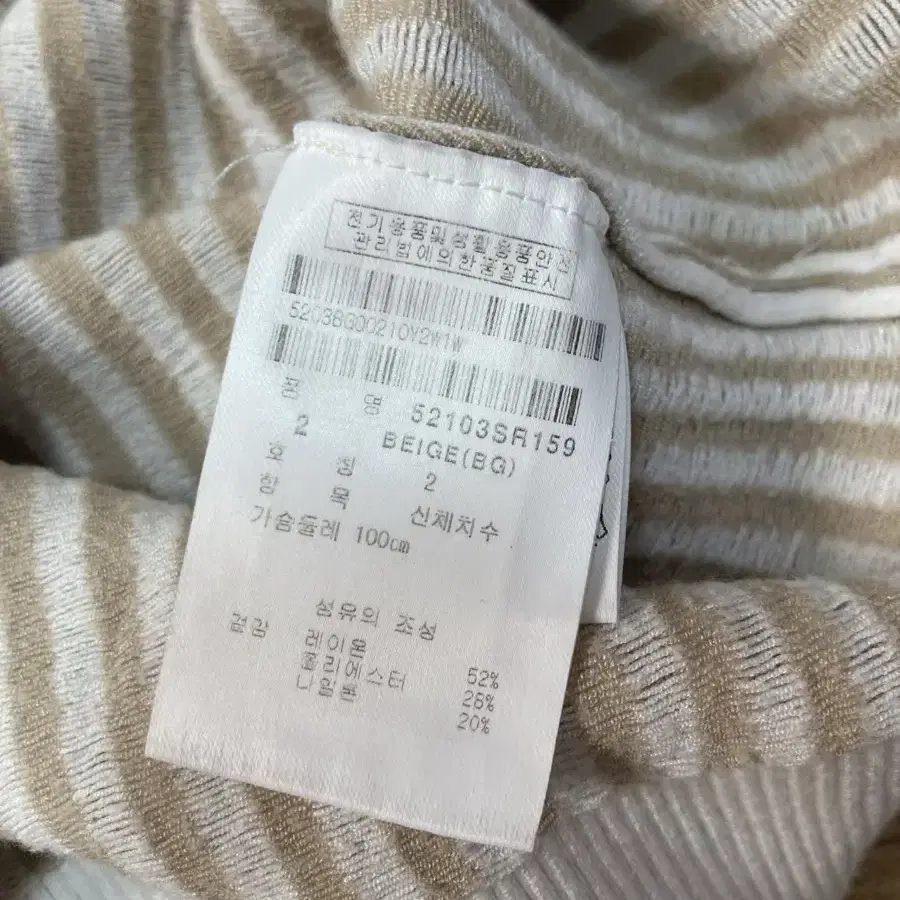 전기용품및생활용품안전
관리법에의한품질표시
5203BG00210Y2W1W
품 명 52103SR159
2 BEIGE(BG)
호 칭 2
항 목 신체치수
가슴둘레 100㎝
섬유의 조성
겉감 레이온 52%
폴리에스터 28%
나일론 20%